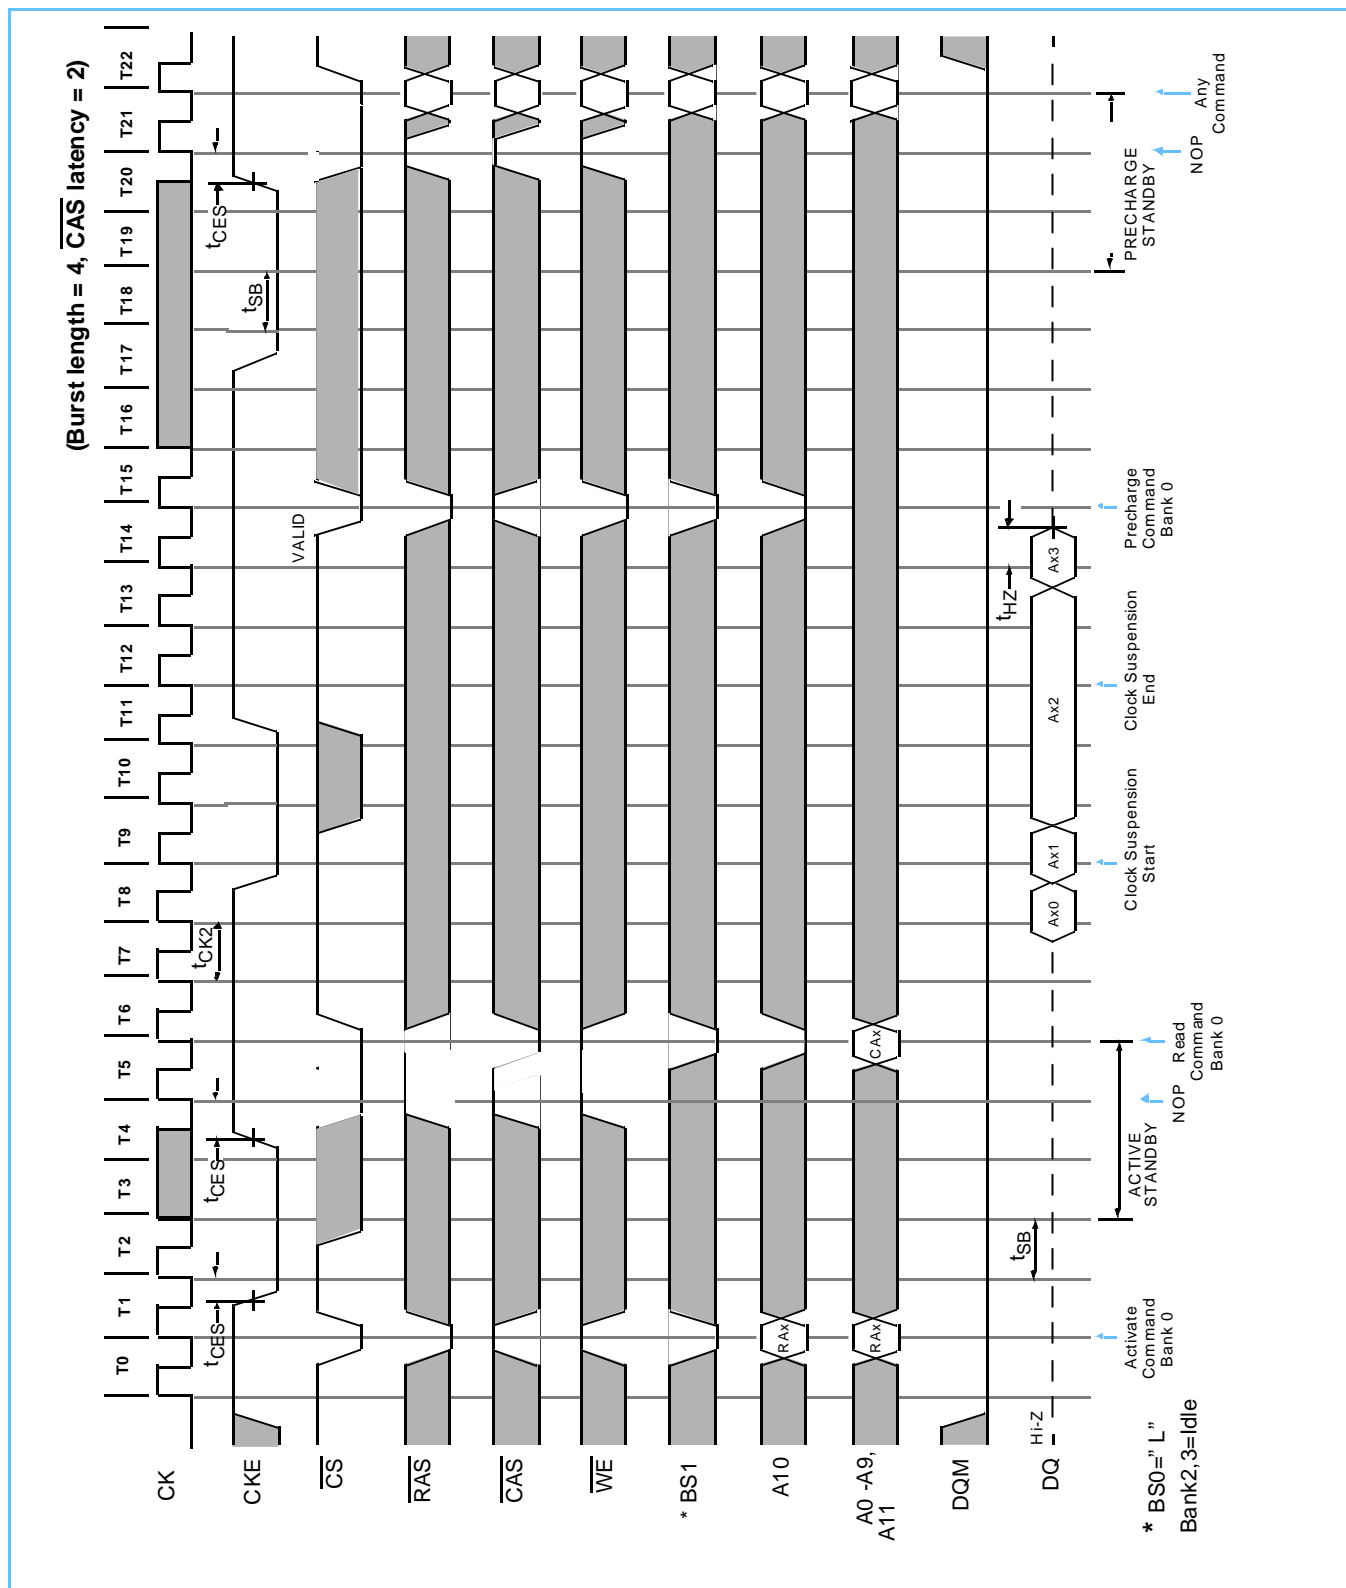 (Burst length = 4, CAS latency = 2)
T0 T1 T2 T3 T4 T5 T6 T7 T8 T9 T10 T11 T12 T13 T14 T15 T16 T17 T18 T19 T20 T21 T22
CK
tCK2
CKE
tCES
tCES
tSB
tCES
CS
VALID
RAS
CAS
WE
* BS1
A10
RAx
A0 -A9,
A11
RAx
CAx
DQM
tSB
tHZ
DQ
Hi-Z
Ax0
Ax1
Ax2
Ax3
ACTIVE
STANDBY
PRECHARGE
STANDBY
Activate
Command
Bank 0
NOP
Read
Command
Bank 0
Clock Suspension
Start
Clock Suspension
End
Precharge
Command
Bank 0
NOP
Any
Command
* BS0=” L”
Bank2,3=Idle